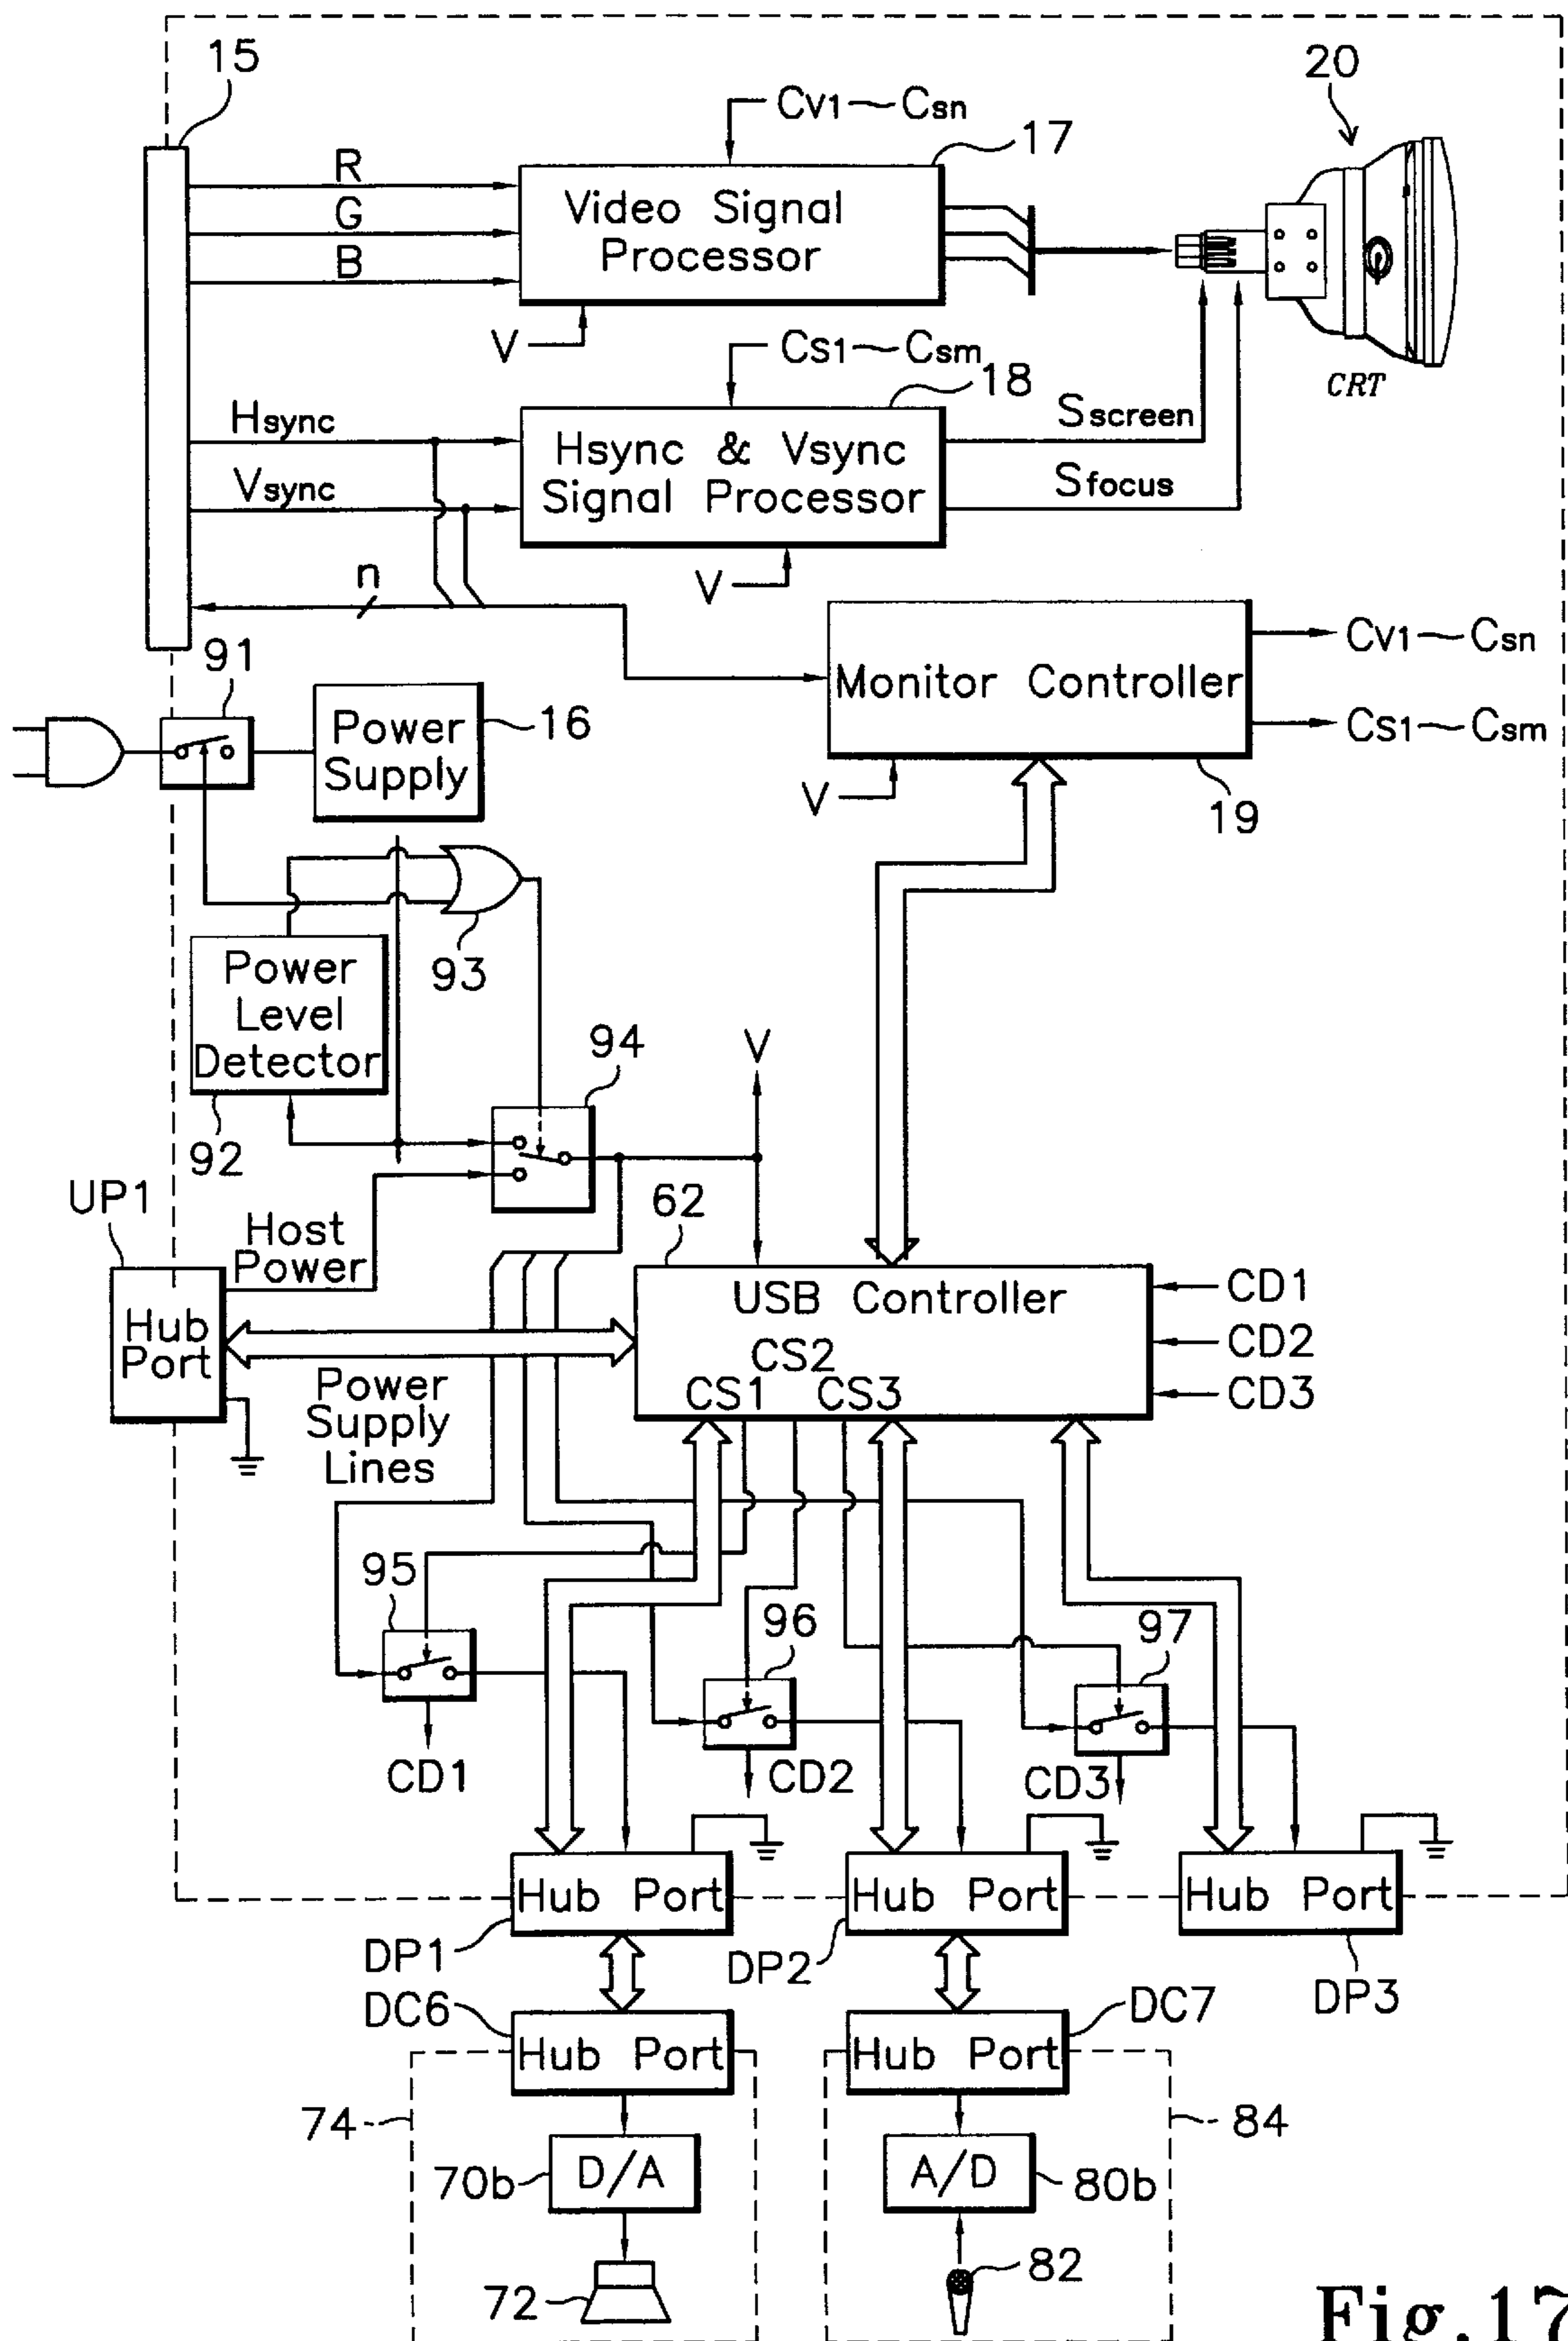 15
20
Cv1~Csn
17
R
G
B
Video Signal
Processor
V
CRT
Cs1~Csm
18
Hsync
Vsync
Hsync & Vsync
Signal Processor
Sscreen
Sfocus
V
n
Monitor Controller
Cv1~Csn
Cs1~Csm
19
V
91
Power
Supply
16
93
Power
Level
Detector
92
94
V
UP1
Host
Power
62
Hub
Port
USB Controller
CS2
CS1
CS3
CD1
CD2
CD3
Power
Supply
Lines
95
96
97
CD1
CD2
CD3
Hub Port
Hub Port
Hub Port
DP1
DP2
DP3
DC6
DC7
Hub Port
Hub Port
74
84
70b
D/A
A/D
80b
72
82
Fig.17